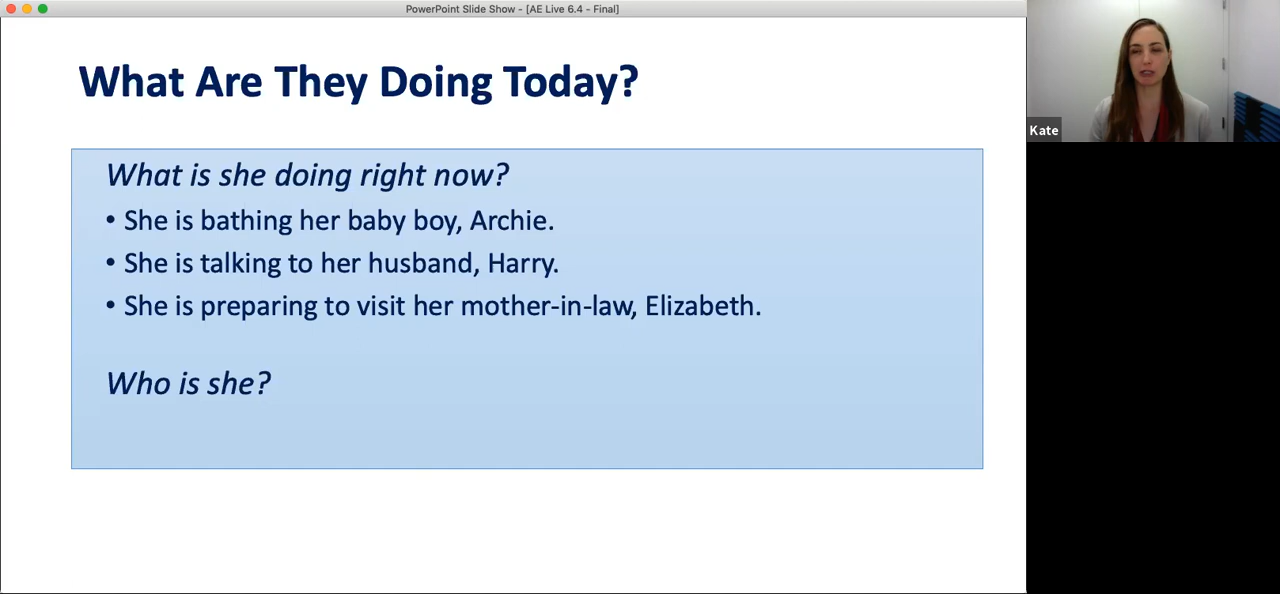 PowerPoint Slide Show - [AE Live 6.4 - Final]
What Are They Doing Today?
What is she doing right now?
• She is bathing her baby boy, Archie.
• She is talking to her husband, Harry.
• She is preparing to visit her mother-in-law, Elizabeth.
Who is she?
Kate